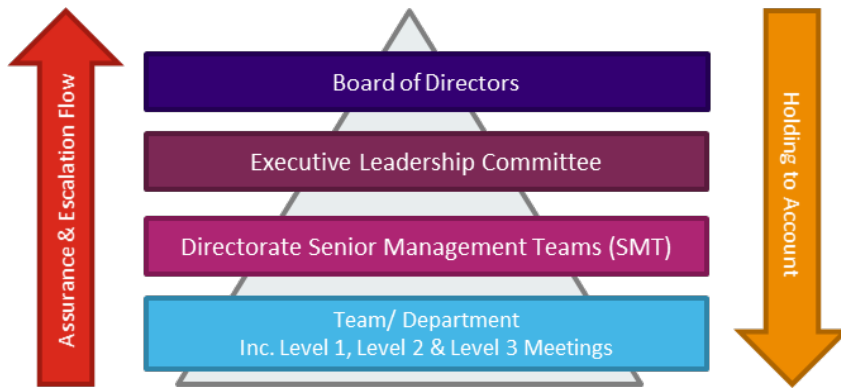 Assurance & Escalation Flow
Board of Directors
Executive Leadership Committee
Directorate Senior Management Teams (SMT)
Team/ Department
Inc. Level 1, Level 2 & Level 3 Meetings
Holding to Account